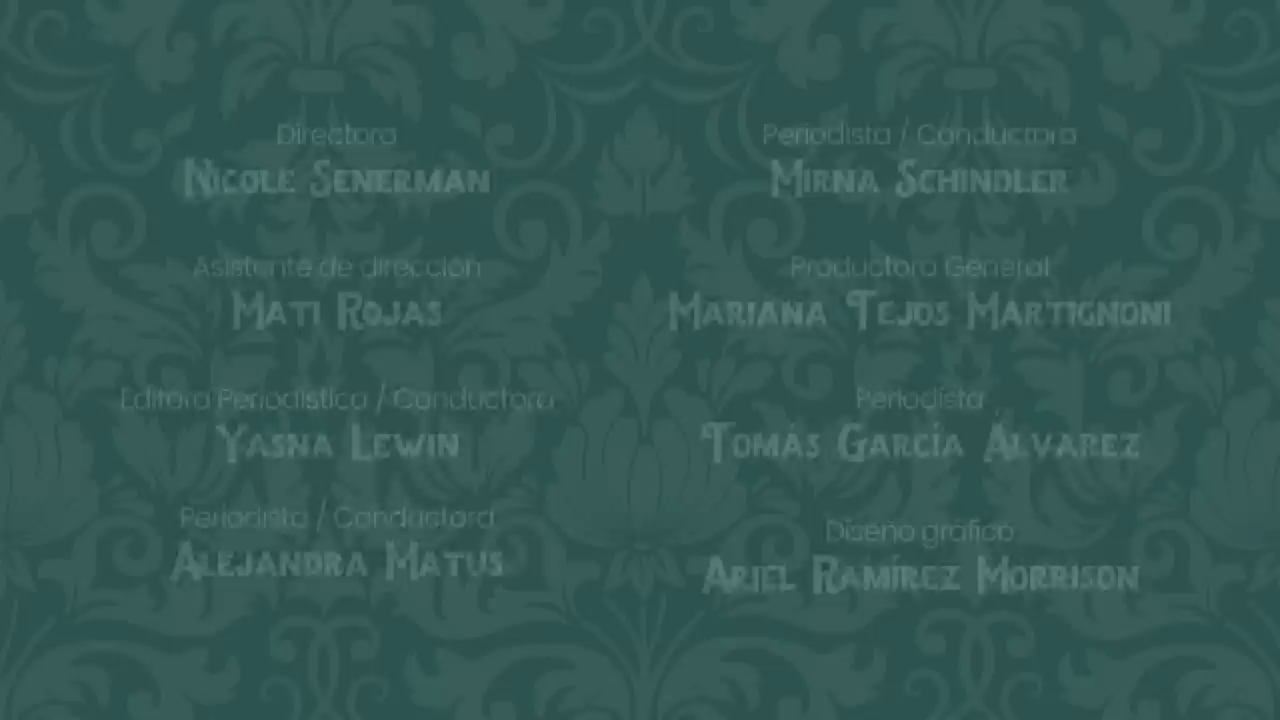 Directora
Nicole Senerman
Asistente de dirección
Mati Rojas
Editora Periodística / Conductora
Yasna Lewin
Periodista / Conductora
Alejandra Matus
Periodista / Conductora
Mirna Schindler
Productora General
Mariana Tejos Martignoni
Periodista
Tomás García Álvarez
Diseño gráfico
Ariel Ramírez Morrison